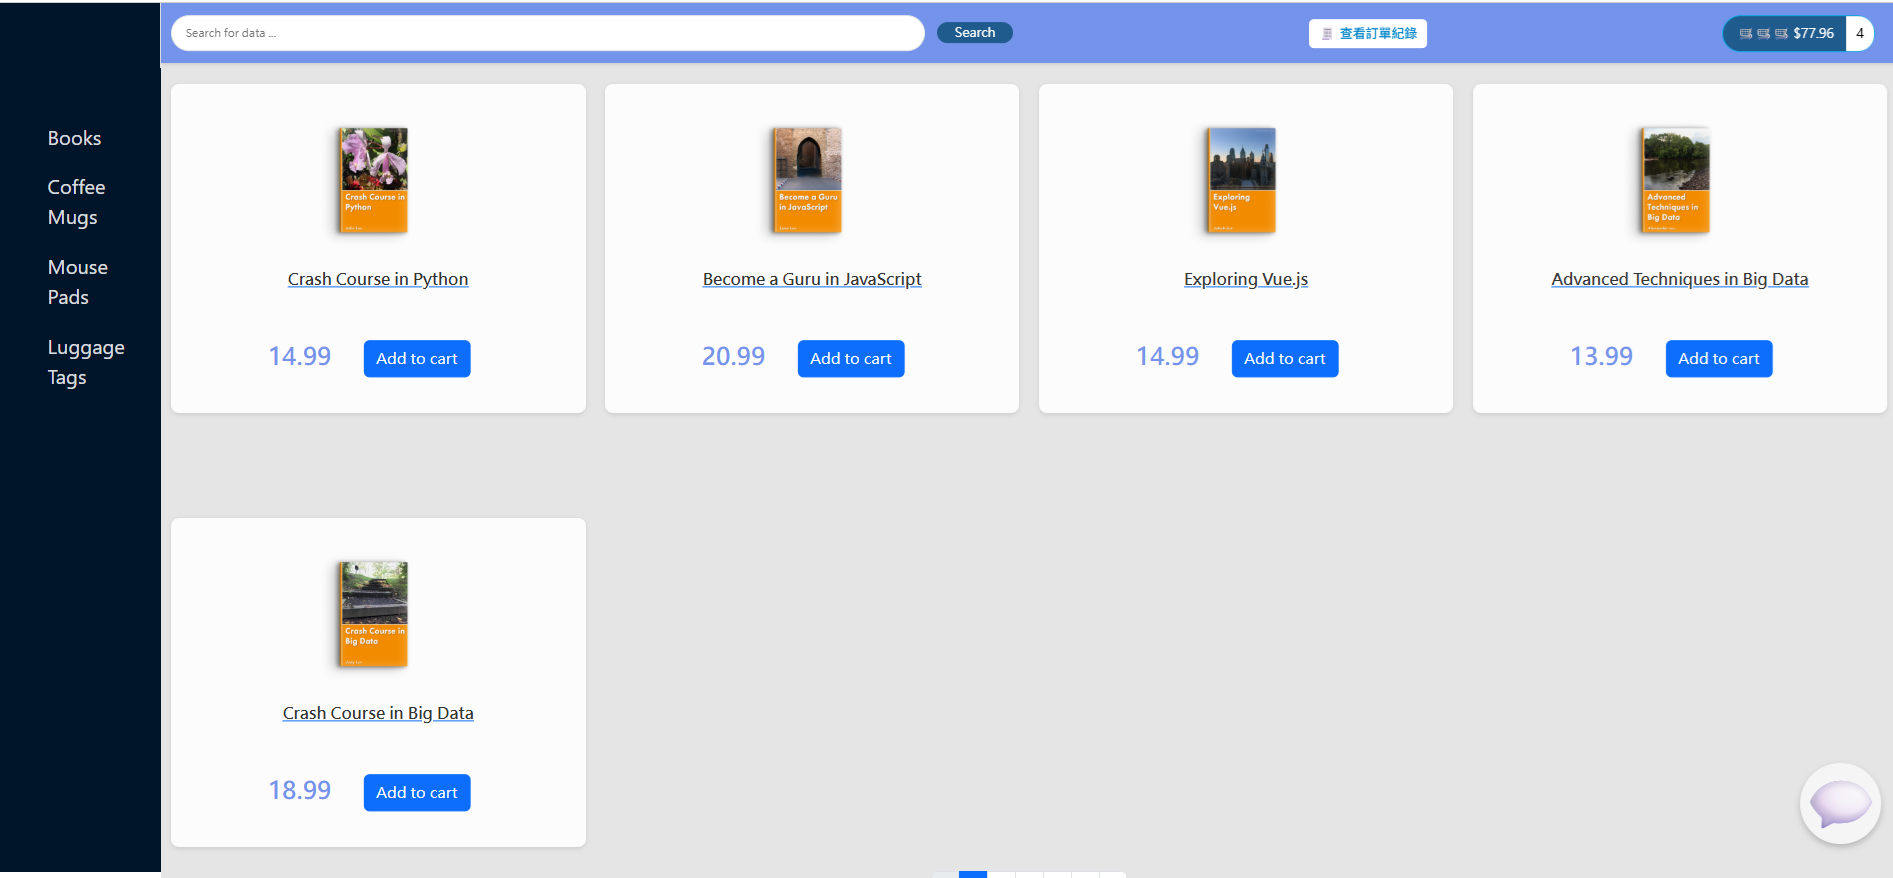 Search for data ...
Search
查看訂單紀錄
$77.96
4
Books
Coffee
Mugs
Mouse
Pads
Luggage
Tags
Crash Course in
Python
Become a Guru
in JavaScript
Exploring
Vue.js
Advanced
Techniques in
Big Data
Crash Course in Python
Become a Guru in JavaScript
Exploring Vue.js
Advanced Techniques in Big Data
14.99
Add to cart
20.99
Add to cart
14.99
Add to cart
13.99
Add to cart
Crash Course in
Big Data
Crash Course in Big Data
18.99
Add to cart